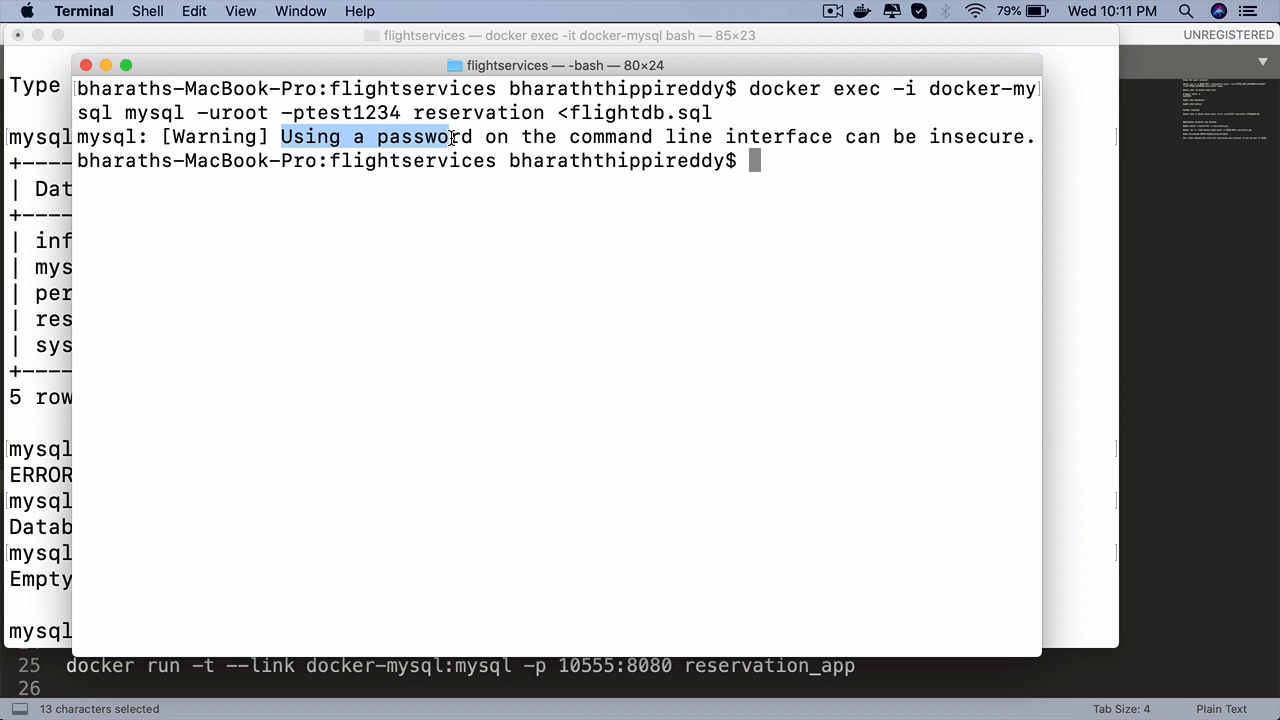 Terminal Shell Edit View Window Help 79% Wed 10:11 PM
flightservices — docker exec -it docker-mysql bash — 85×23 UNREGISTERED
flightservices — -bash — 80×24
Type
bharaths-MacBook-Pro:flightservices bharaththippireddy$ docker exec -i docker-my
sql mysql -uroot -ptest1234 reservation <flightdb.sql
mysql: [Warning] Using a password on the command line interface can be insecure.
bharaths-MacBook-Pro:flightservices bharaththippireddy$
mysql
+----
| Dat
+----
| inf
| mys
| per
| res
| sys
+----
5 row
mysql
ERROR
mysql
Datab
mysql
Empty
mysql
25 docker run -t --link docker-mysql:mysql -p 10555:8080 reservation_app
26
13 characters selected Tab Size: 4 Plain Text